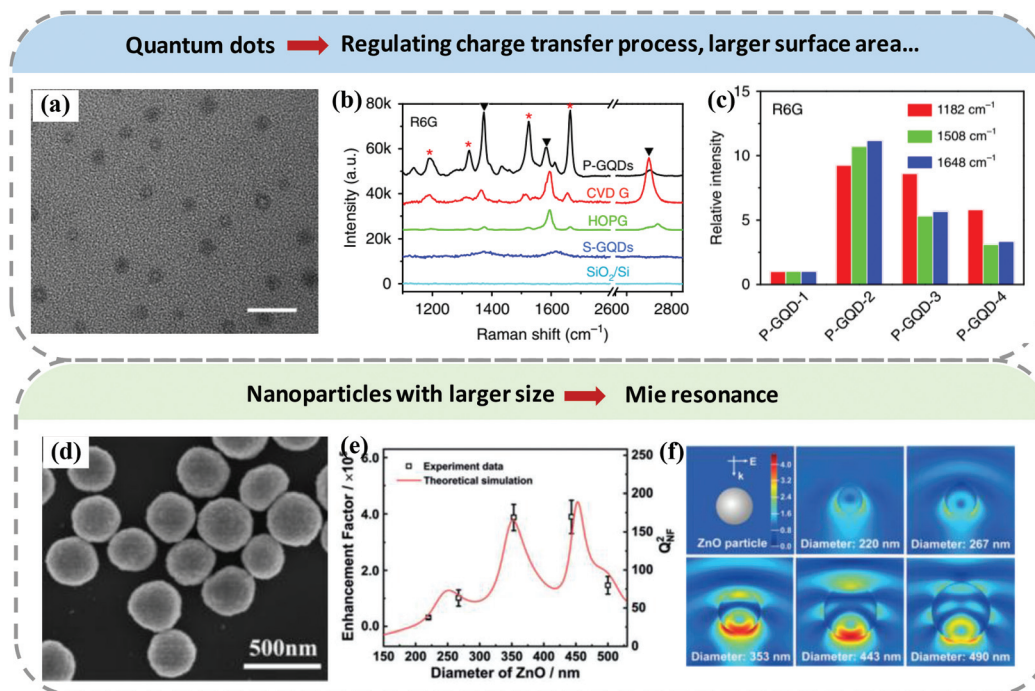 Quantum dots Regulating charge transfer process, larger surface area…
(a)
(b)
80k
60k
40k
20k
0
Intensity (a.u.)
R6G
*
*
*
*
P-GQDs
CVD G
HOPG
S-GQDs
SiO₂/Si
1200
1600
2600
2800
Raman shift (cm⁻¹)
(c)
R6G
1182 cm⁻¹
1508 cm⁻¹
1648 cm⁻¹
15
10
5
0
Relative intensity
P-GQD-1
P-GQD-2
P-GQD-3
P-GQD-4
Nanoparticles with larger size Mie resonance
(d)
500nm
(e)
6.0
4.0
2.0
0.0
Enhancement Factor / ×10
Experiment data
Theoretical simulation
250
200
150
100
50
0
Q²NF
150
200
250
300
350
400
450
500
Diameter of ZnO / nm
(f)
E
k
4.0
3.2
2.4
1.6
0.8
0.0
ZnO particle
Diameter: 220 nm
Diameter: 267 nm
Diameter: 353 nm
Diameter: 443 nm
Diameter: 490 nm